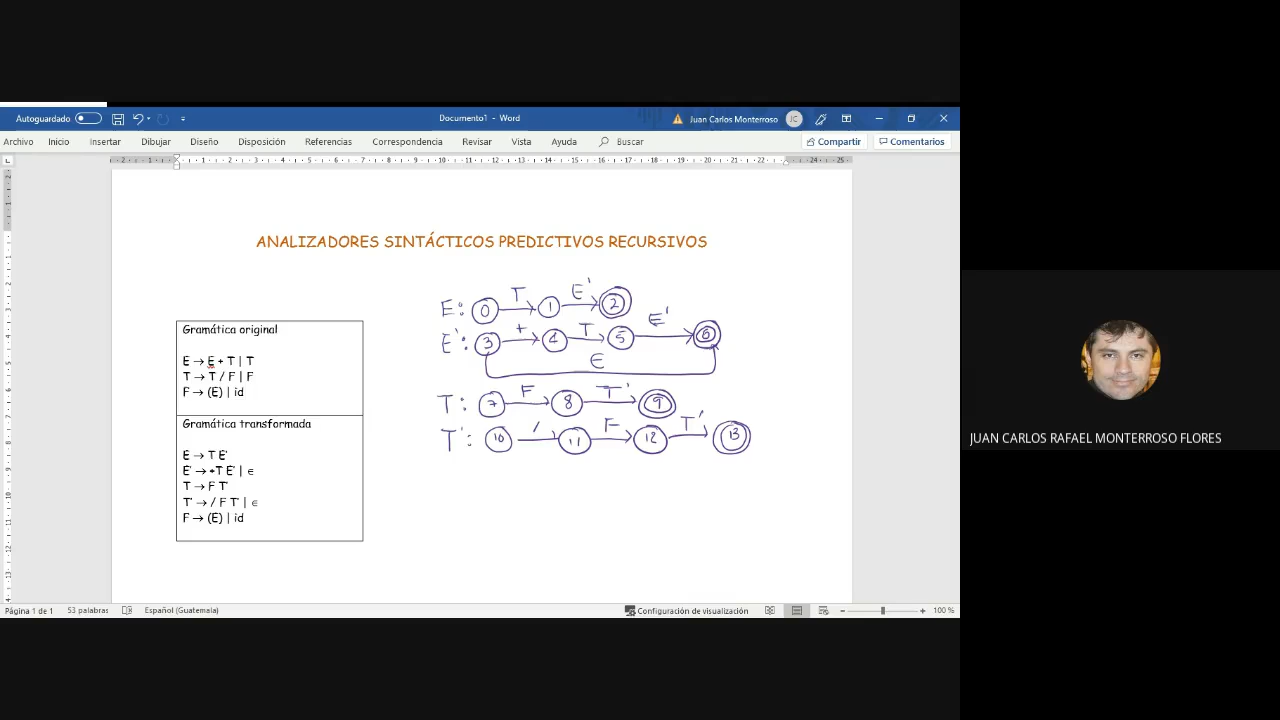 Autoguardado
Documento1 - Word
Juan Carlos Monterroso
JC
Archivo Inicio Insertar Dibujar Diseño Disposición Referencias Correspondencia Revisar Vista Ayuda Buscar
Compartir Comentarios
ANALIZADORES SINTÁCTICOS PREDICTIVOS RECURSIVOS
Gramática original
E → E + T | T
T → T / F | F
F → (E) | id
Gramática transformada
E → T E'
E' → +T E' | ∈
T → F T'
T' → / F T' | ∈
F → (E) | id
E: 0 T 1 E' 2
E': 3 + 4 T 5 E' 6
∈
T: 7 F 8 T' 9
T': 10 / 11 F 12 T' 13
JUAN CARLOS RAFAEL MONTERROSO FLORES
Página 1 de 1 53 palabras Español (Guatemala) Configuración de visualización 100 %